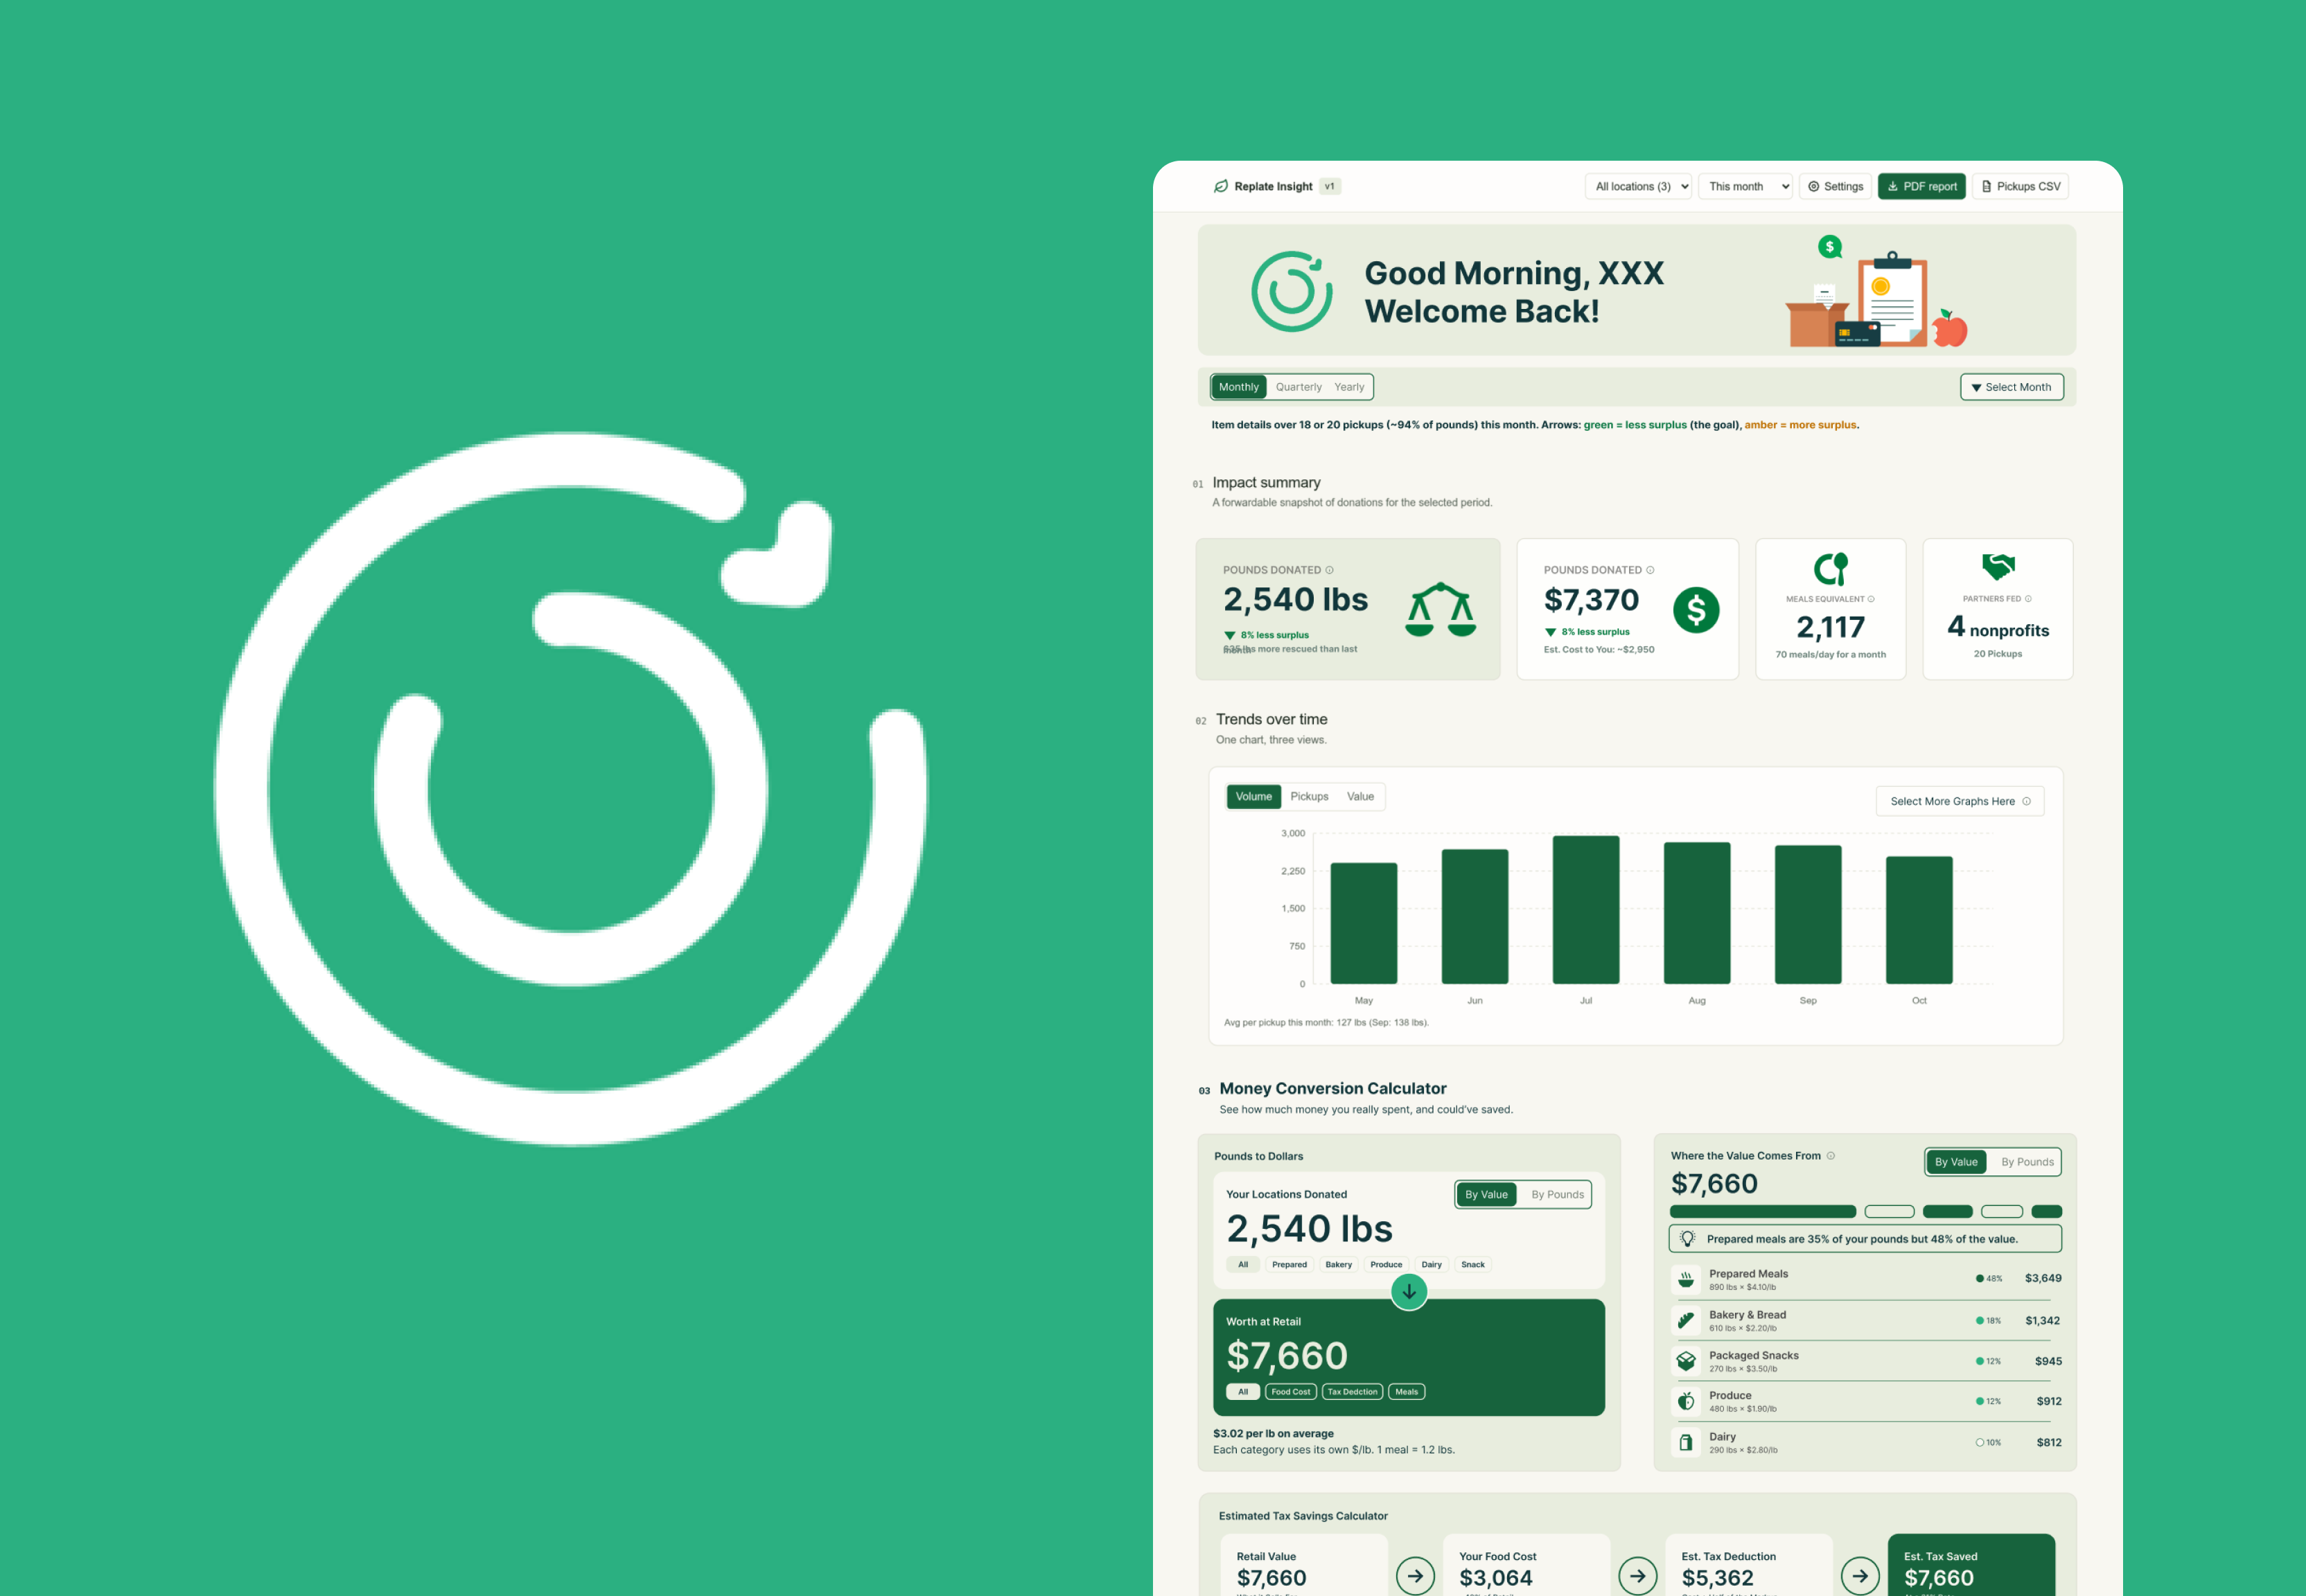 Replate Insight v1
All locations (3) This month Settings PDF report Pickups CSV
$
Good Morning, XXX
Welcome Back!
Monthly Quarterly Yearly
Select Month
Item details over 18 or 20 pickups (~94% of pounds) this month. Arrows: green = less surplus (the goal), amber = more surplus.
01 Impact summary
A forwardable snapshot of donations for the selected period.
POUNDS DONATED
2,540 lbs
8% less surplus
lbs more rescued than last
month
POUNDS DONATED
$7,370
8% less surplus
Est. Cost to You: ~$2,950
$
MEALS EQUIVALENT
2,117
70 meals/day for a month
PARTNERS FED
4 nonprofits
20 Pickups
02 Trends over time
One chart, three views.
Volume Pickups Value
Select More Graphs Here
3,000
2,250
1,500
750
0
May Jun Jul Aug Sep Oct
Avg per pickup this month: 127 lbs (Sep: 138 lbs).
03 Money Conversion Calculator
See how much money you really spent, and could've saved.
Pounds to Dollars
Your Locations Donated
By Value By Pounds
2,540 lbs
All Prepared Bakery Produce Dairy Snack
Worth at Retail
$7,660
All Food Cost Tax Dedction Meals
$3.02 per lb on average
Each category uses its own $/lb. 1 meal = 1.2 lbs.
Where the Value Comes From
By Value By Pounds
$7,660
Prepared meals are 35% of your pounds but 48% of the value.
Prepared Meals
890 lbs × $4.10/lb
48% $3,649
Bakery & Bread
610 lbs × $2.20/lb
18% $1,342
Packaged Snacks
270 lbs × $3.50/lb
12% $945
Produce
480 lbs × $1.90/lb
12% $912
Dairy
290 lbs × $2.80/lb
10% $812
Estimated Tax Savings Calculator
Retail Value
$7,660
Your Food Cost
$3,064
Est. Tax Deduction
$5,362
Est. Tax Saved
$7,660